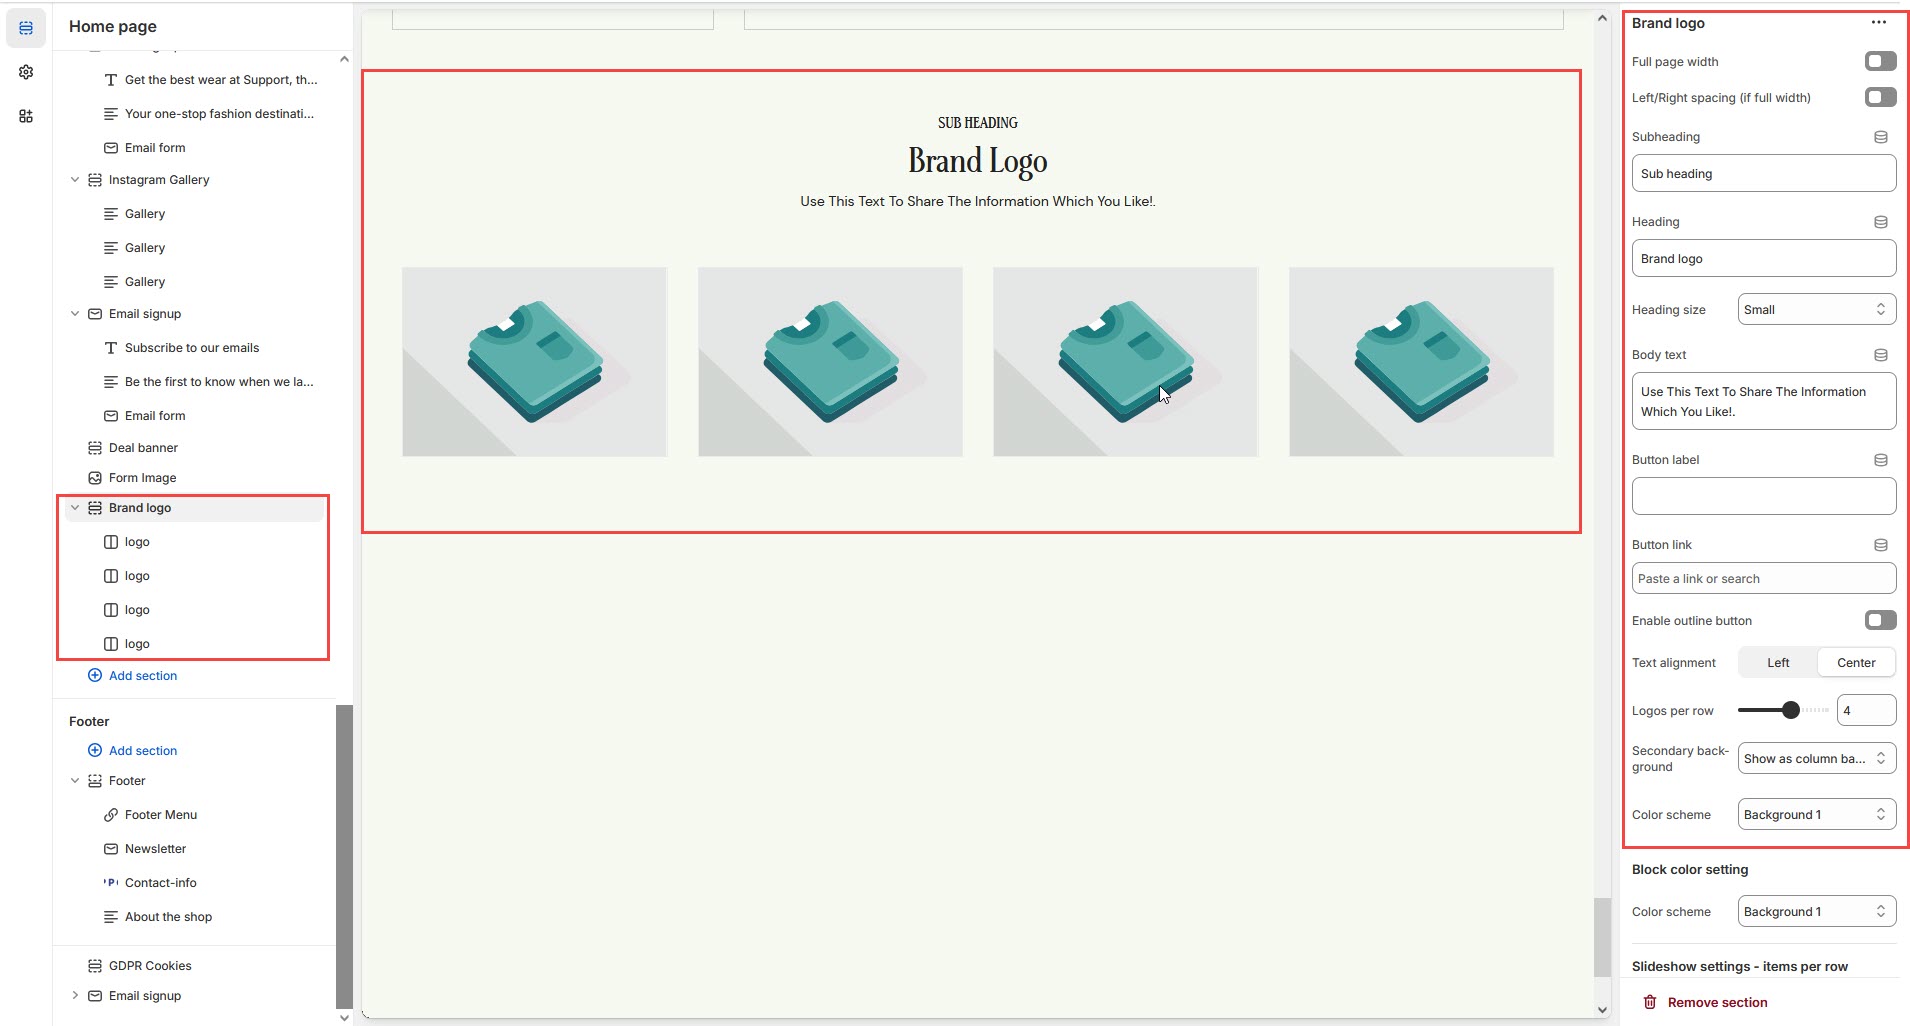 Home page
Get the best wear at Support, th...
Your one-stop fashion destinati...
Email form
Instagram Gallery
Gallery
Gallery
Gallery
Email signup
Subscribe to our emails
Be the first to know when we la...
Email form
Deal banner
Form Image
Brand logo
logo
logo
logo
logo
Add section
Footer
Add section
Footer
Footer Menu
Newsletter
Contact-info
About the shop
GDPR Cookies
Email signup
SUB HEADING
Brand Logo
Use This Text To Share The Information Which You Like!.
Brand logo
Full page width
Left/Right spacing (if full width)
Subheading
Sub heading
Heading
Brand logo
Heading size Small
Body text
Use This Text To Share The Information
Which You Like!.
Button label
Button link
Paste a link or search
Enable outline button
Text alignment Left Center
Logos per row 4
Secondary back-
ground Show as column ba...
Color scheme Background 1
Block color setting
Color scheme Background 1
Slideshow settings - items per row
Remove section